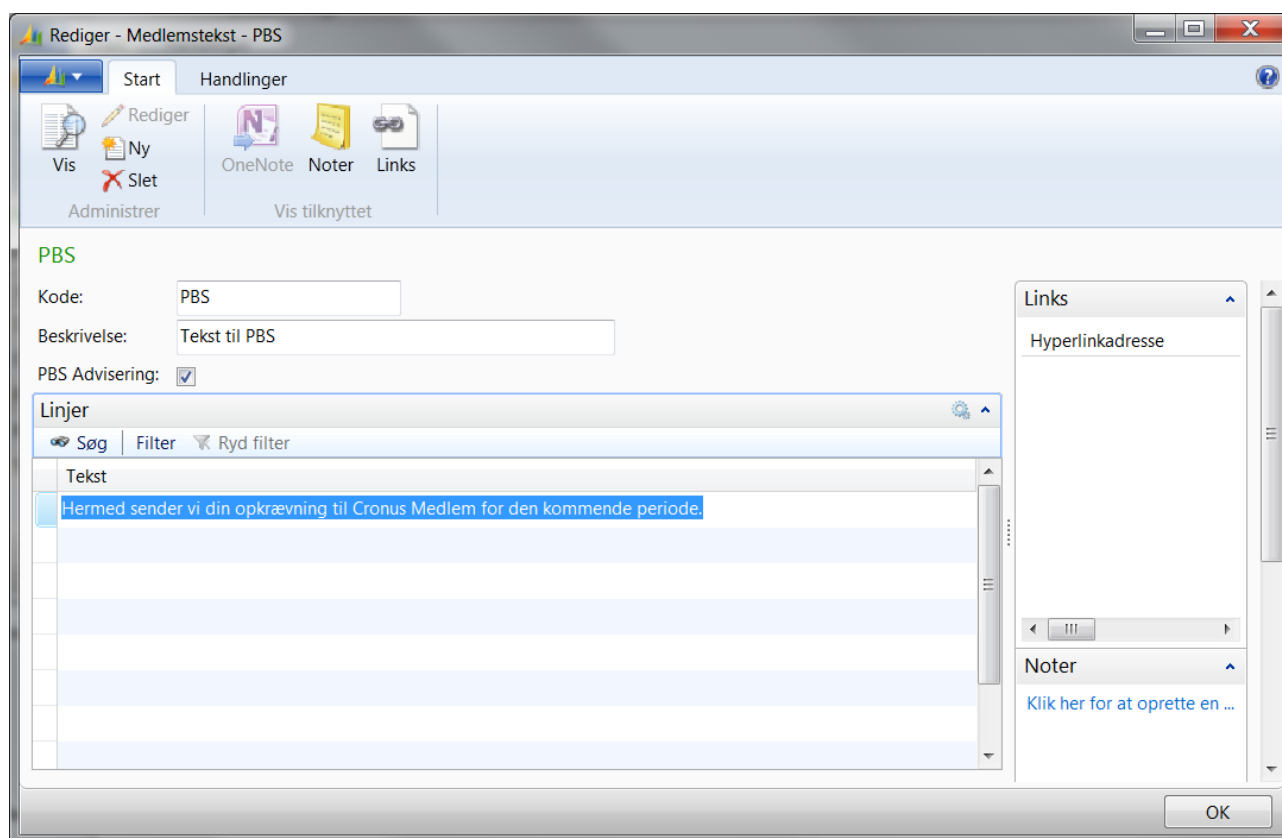 Rediger - Medlemstekst - PBS
Start Handlinger
Vis
Rediger
Ny
Slet
Administrer
OneNote Noter Links
Vis tilknyttet
PBS
Kode: PBS
Beskrivelse: Tekst til PBS
PBS Advisering:
Linjer
Søg Filter Ryd filter
Tekst
Hermed sender vi din opkrævning til Cronus Medlem for den kommende periode.
Links
Hyperlinkadresse
Noter
Klik her for at oprette en ...
OK